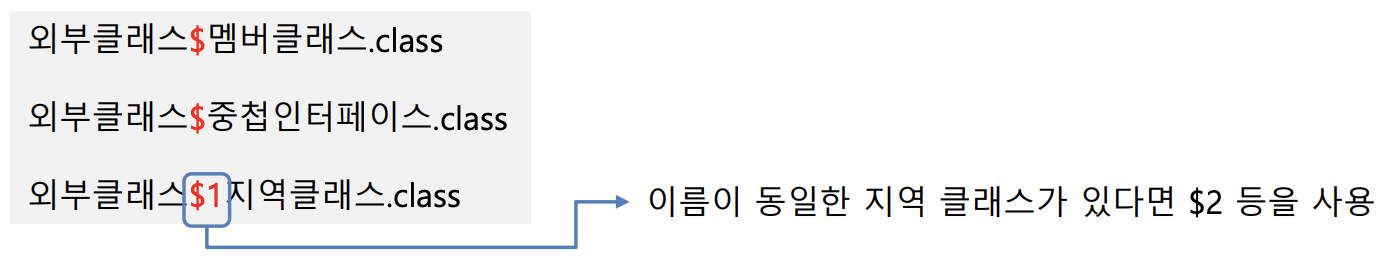 외부클래스$멤버클래스.class
외부클래스$중첩인터페이스.class
외부클래스$1지역클래스.class
이름이 동일한 지역 클래스가 있다면 $2 등을 사용